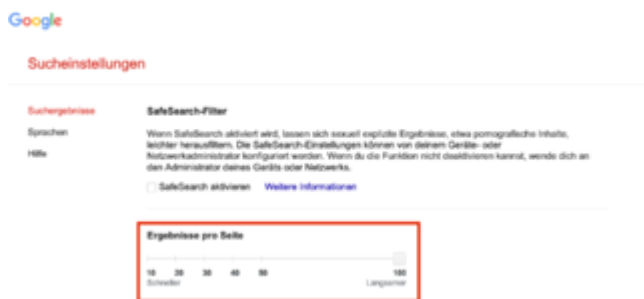 Google
Sucheinstellungen
Suchergebnisse
Sprachen
Hilfe
SafeSearch-Filter
Wenn SafeSearch aktiviert wird, lassen sich sexuell explizite Ergebnisse, etwa pornografische Inhalte,
leichter herausfiltern. Die SafeSearch-Einstellungen können von deinem Geräte- oder
Netzwerkadministrator konfiguriert worden. Wenn du die Funktion nicht deaktivieren kannst, wende dich an
den Administrator deines Geräts oder Netzwerks.
SafeSearch aktivieren Weitere Informationen
Ergebnisse pro Seite
10 20 30 40 50 100
Schneller Langsamer